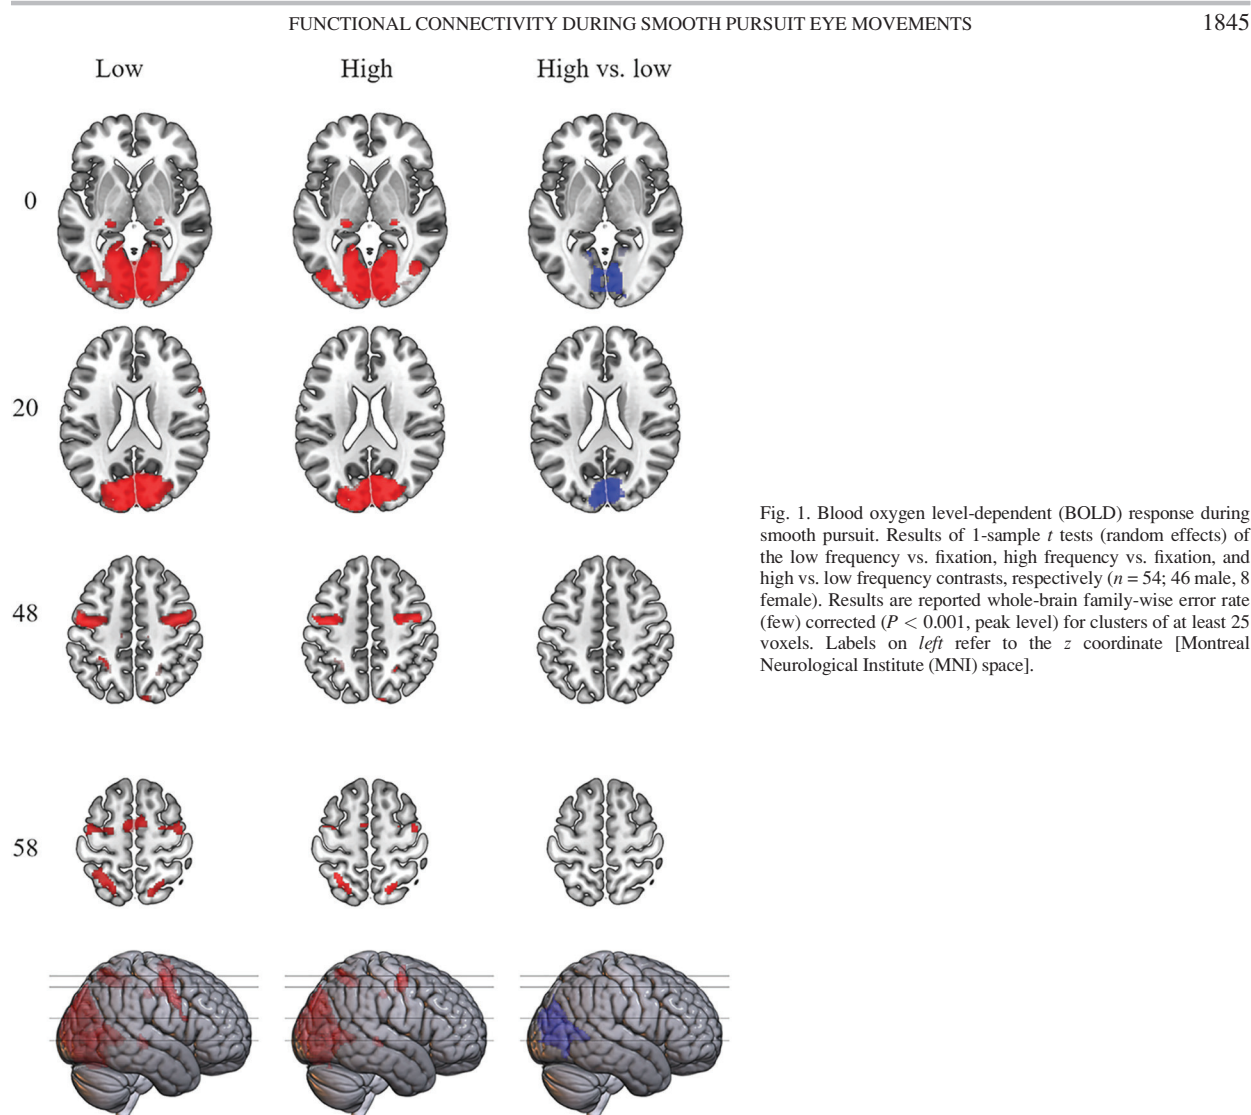 FUNCTIONAL CONNECTIVITY DURING SMOOTH PURSUIT EYE MOVEMENTS 1845
Low High High vs. low
0
20
48
58
Fig. 1. Blood oxygen level-dependent (BOLD) response during
smooth pursuit. Results of 1-sample t tests (random effects) of
the low frequency vs. fixation, high frequency vs. fixation, and
high vs. low frequency contrasts, respectively (n = 54; 46 male, 8
female). Results are reported whole-brain family-wise error rate
(few) corrected (P < 0.001, peak level) for clusters of at least 25
voxels. Labels on left refer to the z coordinate [Montreal
Neurological Institute (MNI) space].